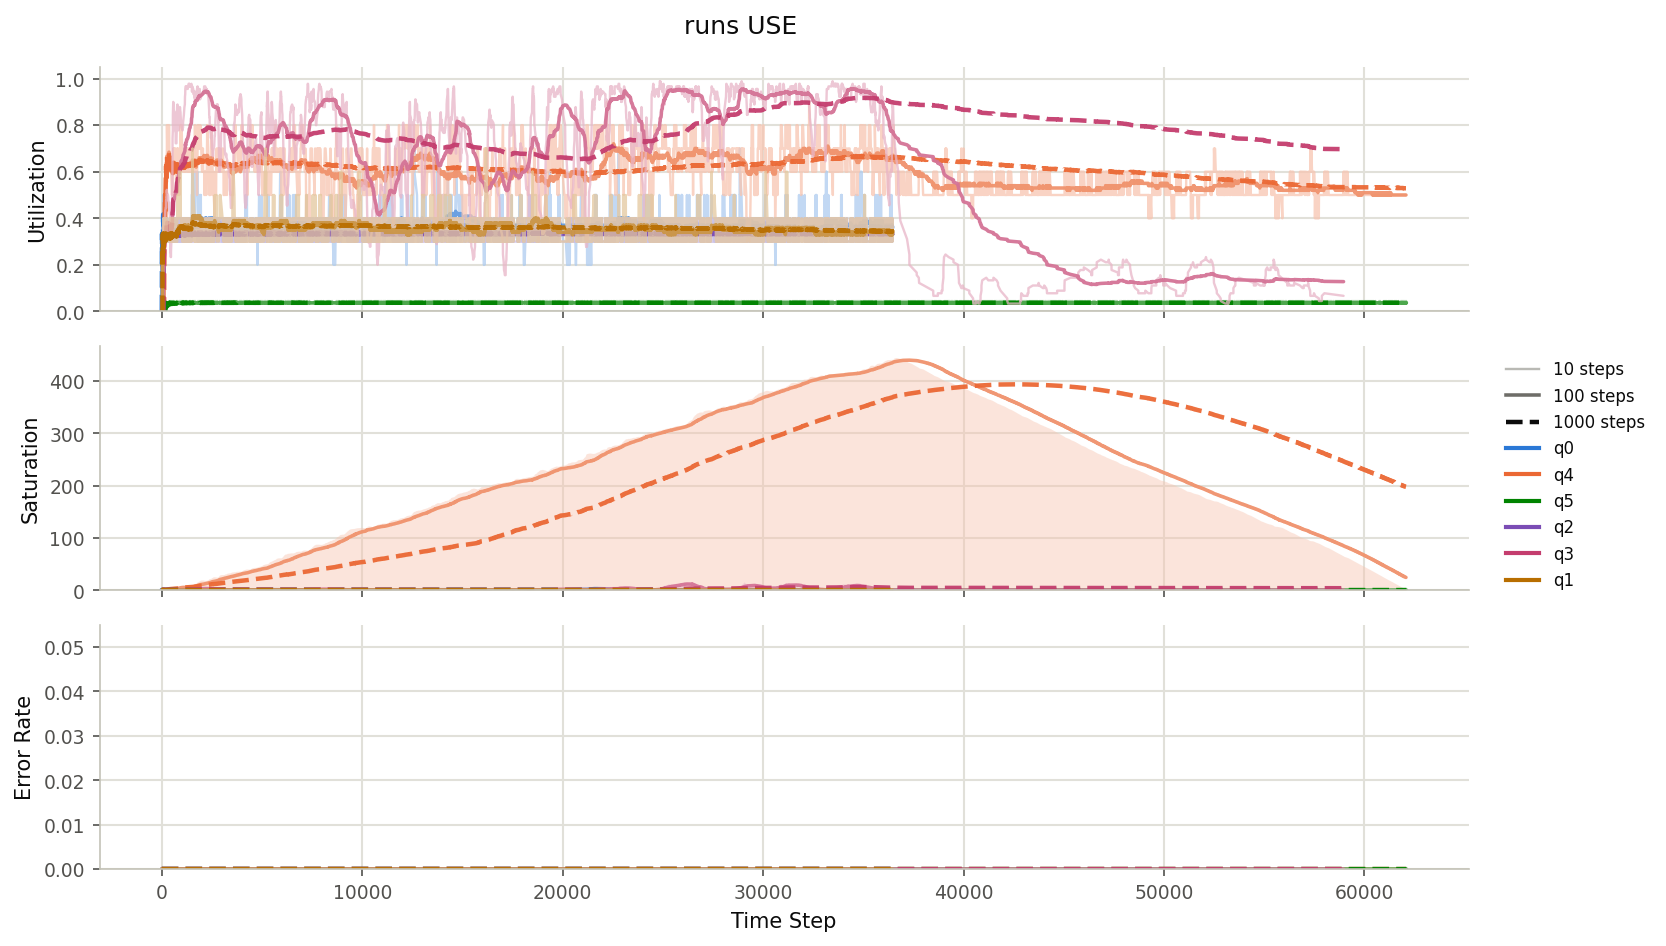 runs USE
1.0
0.8
0.6
0.4
0.2
0.0
Utilization
400
300
200
100
0
Saturation
10 steps
100 steps
1000 steps
q0
q4
q5
q2
q3
q1
0.05
0.04
0.03
0.02
0.01
0.00
Error Rate
0 10000 20000 30000 40000 50000 60000
Time Step